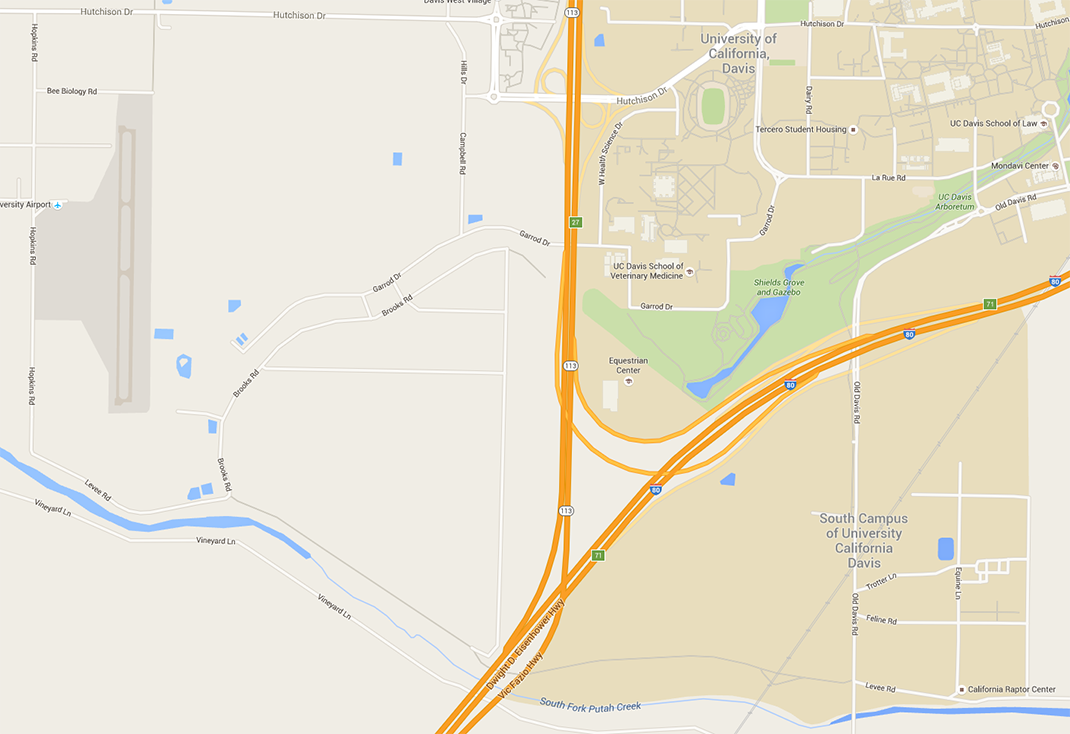 Davis West Village
113
Hutchison Dr
Hutchison Dr
Hutchison Dr
Hutchison
University of
California,
Davis
Hopkins Rd
Hills Dr
Bee Biology Rd
Hutchison Dr
Dairy Rd
UC Davis School of Law
Tercero Student Housing
Campbell Rd
W Health Science Dr
Mondavi Center
La Rue Rd
UC Davis
Arboretum
Old Davis Rd
versity Airport
27
Garrod Dr
Garrod Dr
Hopkins Rd
UC Davis School of
Veterinary Medicine
Garrod Dr
Brooks Rd
Garrod Dr
Shields Grove
and Gazebo
80
71
80
113
Equestrian
Center
80
Hopkins Rd
Brooks Rd
Old Davis Rd
Brooks Rd
Levee Rd
80
Vineyard Ln
113
South Campus
of University
California
Davis
Vineyard Ln
71
Trotter Ln
Equine Ln
Vineyard Ln
Old Davis Rd
Feline Rd
Dwight D. Eisenhower Hwy
Vic Fazio Hwy
Levee Rd
California Raptor Center
South Fork Putah Creek